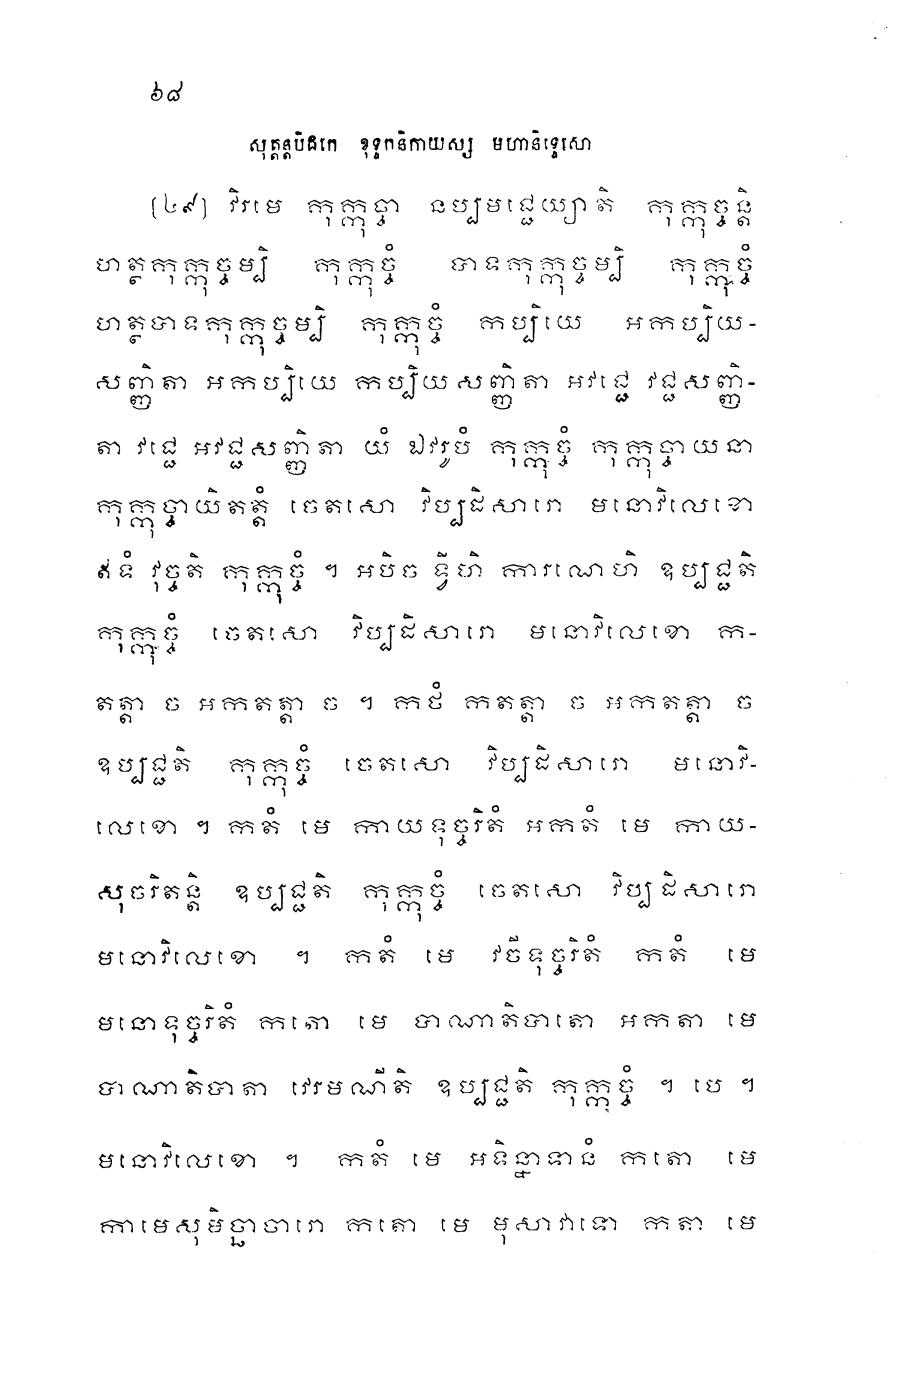 ៦៨
សុត្តន្តបិដកេ ខុទ្ទកនិកាយស្ស មហានិទ្ទេសោ
[៤៩] វិរមេ កុក្កុច្ចា នប្បមជ្ជេយ្យាតិ កុក្កុច្ចន្តិ
ហត្ថកុក្កុច្ចម្បិ កុក្កុច្ចំ បាទកុក្កុច្ចម្បិ កុក្កុច្ចំ
ហត្ថបាទកុក្កុច្ចម្បិ កុក្កុច្ចំ កប្បិយេ អកប្បិយ-
សញ្ញិតា អកប្បិយេ កប្បិយសញ្ញិតា អវជ្ជេ វជ្ជសញ្ញិ-
តា វជ្ជេ អវជ្ជសញ្ញិតា យំ ឯវរូបំ កុក្កុច្ចំ កុក្កុច្ចាយនា
កុក្កុច្ចាយិតត្តំ ចេតសោ វិប្បដិសារោ មនោវិលេខោ
ឥទំ វុច្ចតិ កុក្កុច្ចំ ។ អបិច ទ្វីហិ ការណេហិ ឧប្បជ្ជតិ
កុក្កុច្ចំ ចេតសោ វិប្បដិសារោ មនោវិលេខោ ក-
តត្តា ច អកតត្តា ច ។ កថំ កតត្តា ច អកតត្តា ច
ឧប្បជ្ជតិ កុក្កុច្ចំ ចេតសោ វិប្បដិសារោ មនោវិ-
លេខោ ។ កតំ មេ កាយទុច្ចរិតំ អកតំ មេ កាយ-
សុចរិតន្តិ ឧប្បជ្ជតិ កុក្កុច្ចំ ចេតសោ វិប្បដិសារោ
មនោវិលេខោ ។ កតំ មេ វចីទុច្ចរិតំ កតំ មេ
មនោទុច្ចរិតំ កតោ មេ បាណាតិបាតោ អកតា មេ
បាណាតិបាតា វេរមណីតិ ឧប្បជ្ជតិ កុក្កុច្ចំ ។ បេ ។
មនោវិលេខោ ។ កតំ មេ អទិន្នាទានំ កតោ មេ
កាមេសុមិច្ឆាចារោ កតោ មេ មុសាវាទោ កតា មេ